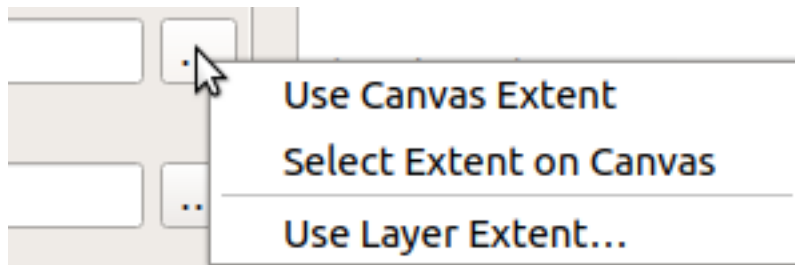 Use Canvas Extent
Select Extent on Canvas
Use Layer Extent…